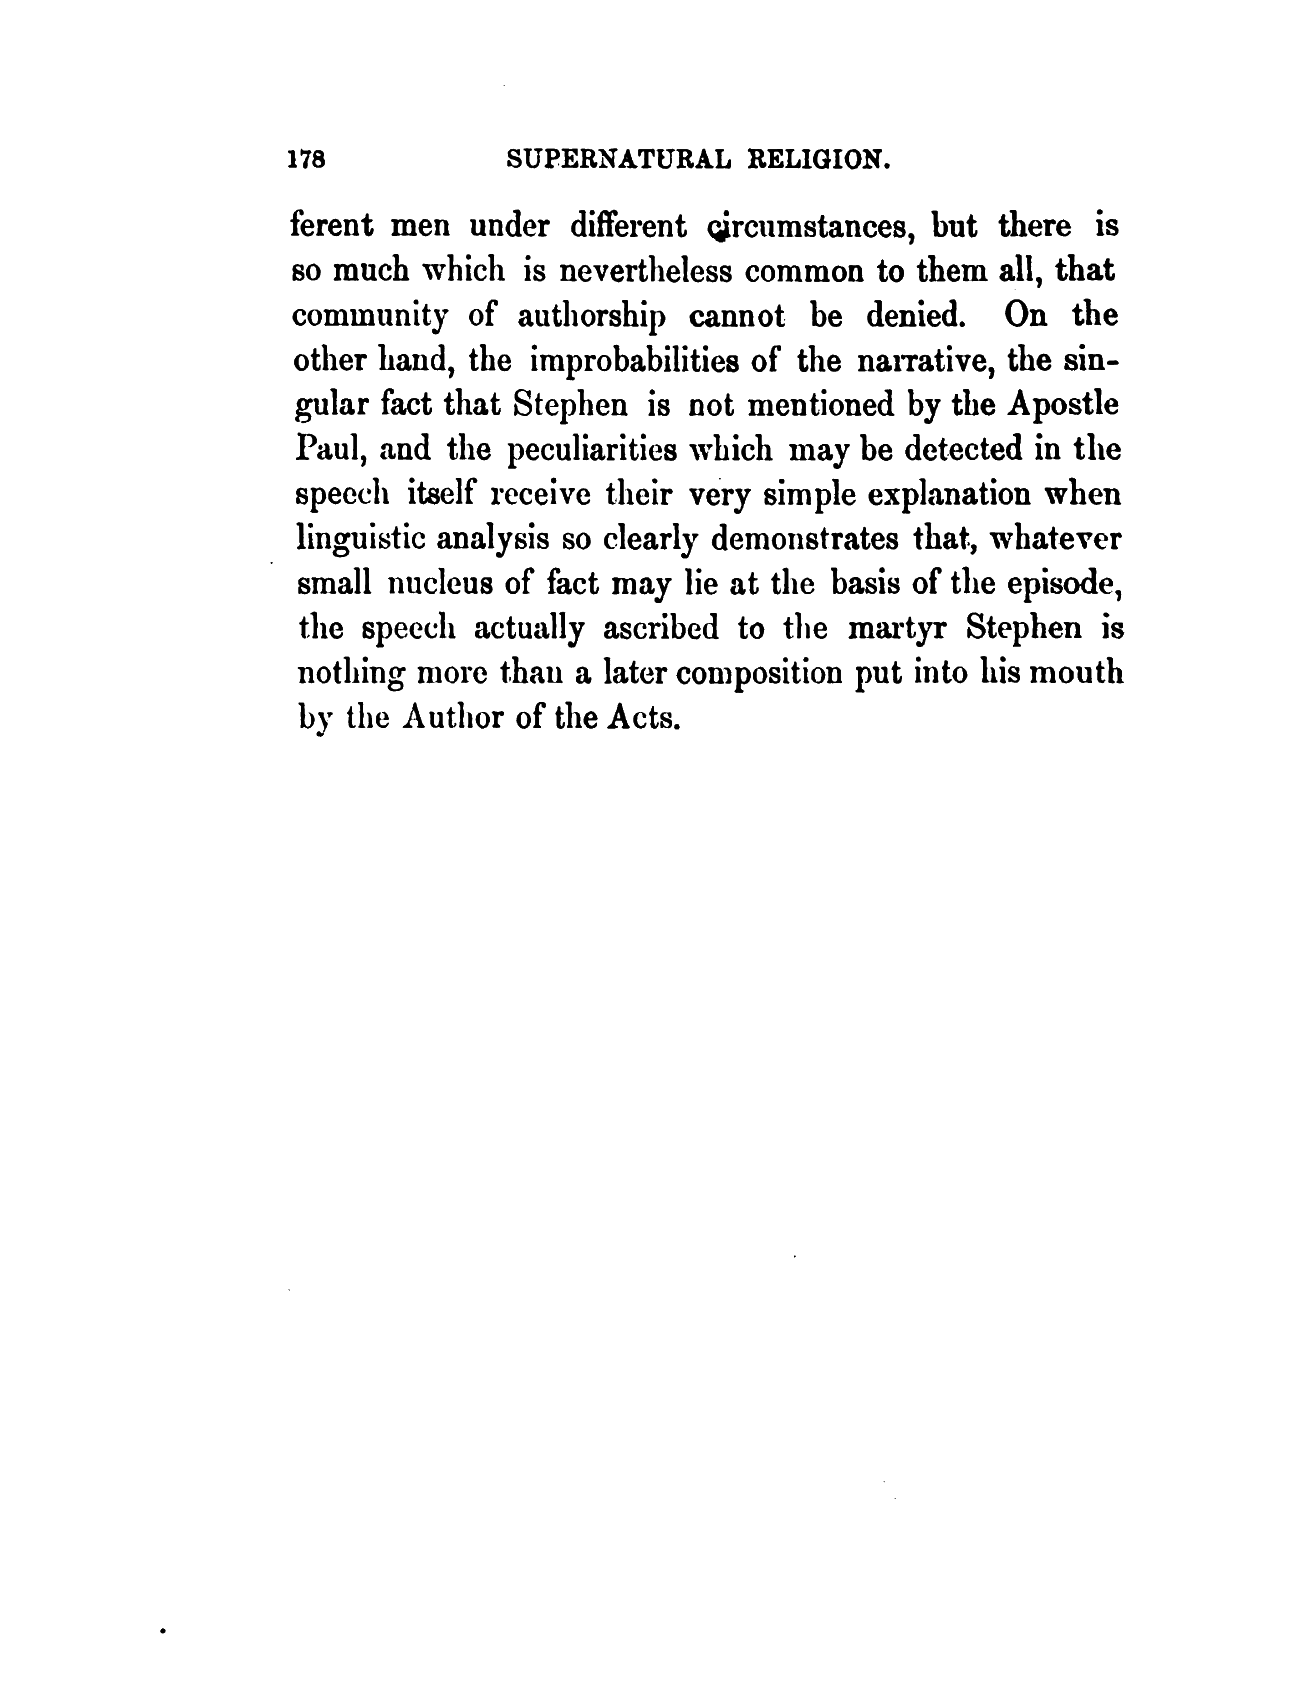 178 SUPERNATURAL RELIGION.
ferent men under different circumstances, but there is
so much which is nevertheless common to them all, that
community of authorship cannot be denied. On the
other hand, the improbabilities of the narrative, the sin-
gular fact that Stephen is not mentioned by the Apostle
Paul, and the peculiarities which may be detected in the
speech itself receive their very simple explanation when
linguistic analysis so clearly demonstrates that, whatever
small nucleus of fact may lie at the basis of the episode,
the speech actually ascribed to the martyr Stephen is
nothing more than a later composition put into his mouth
by the Author of the Acts.